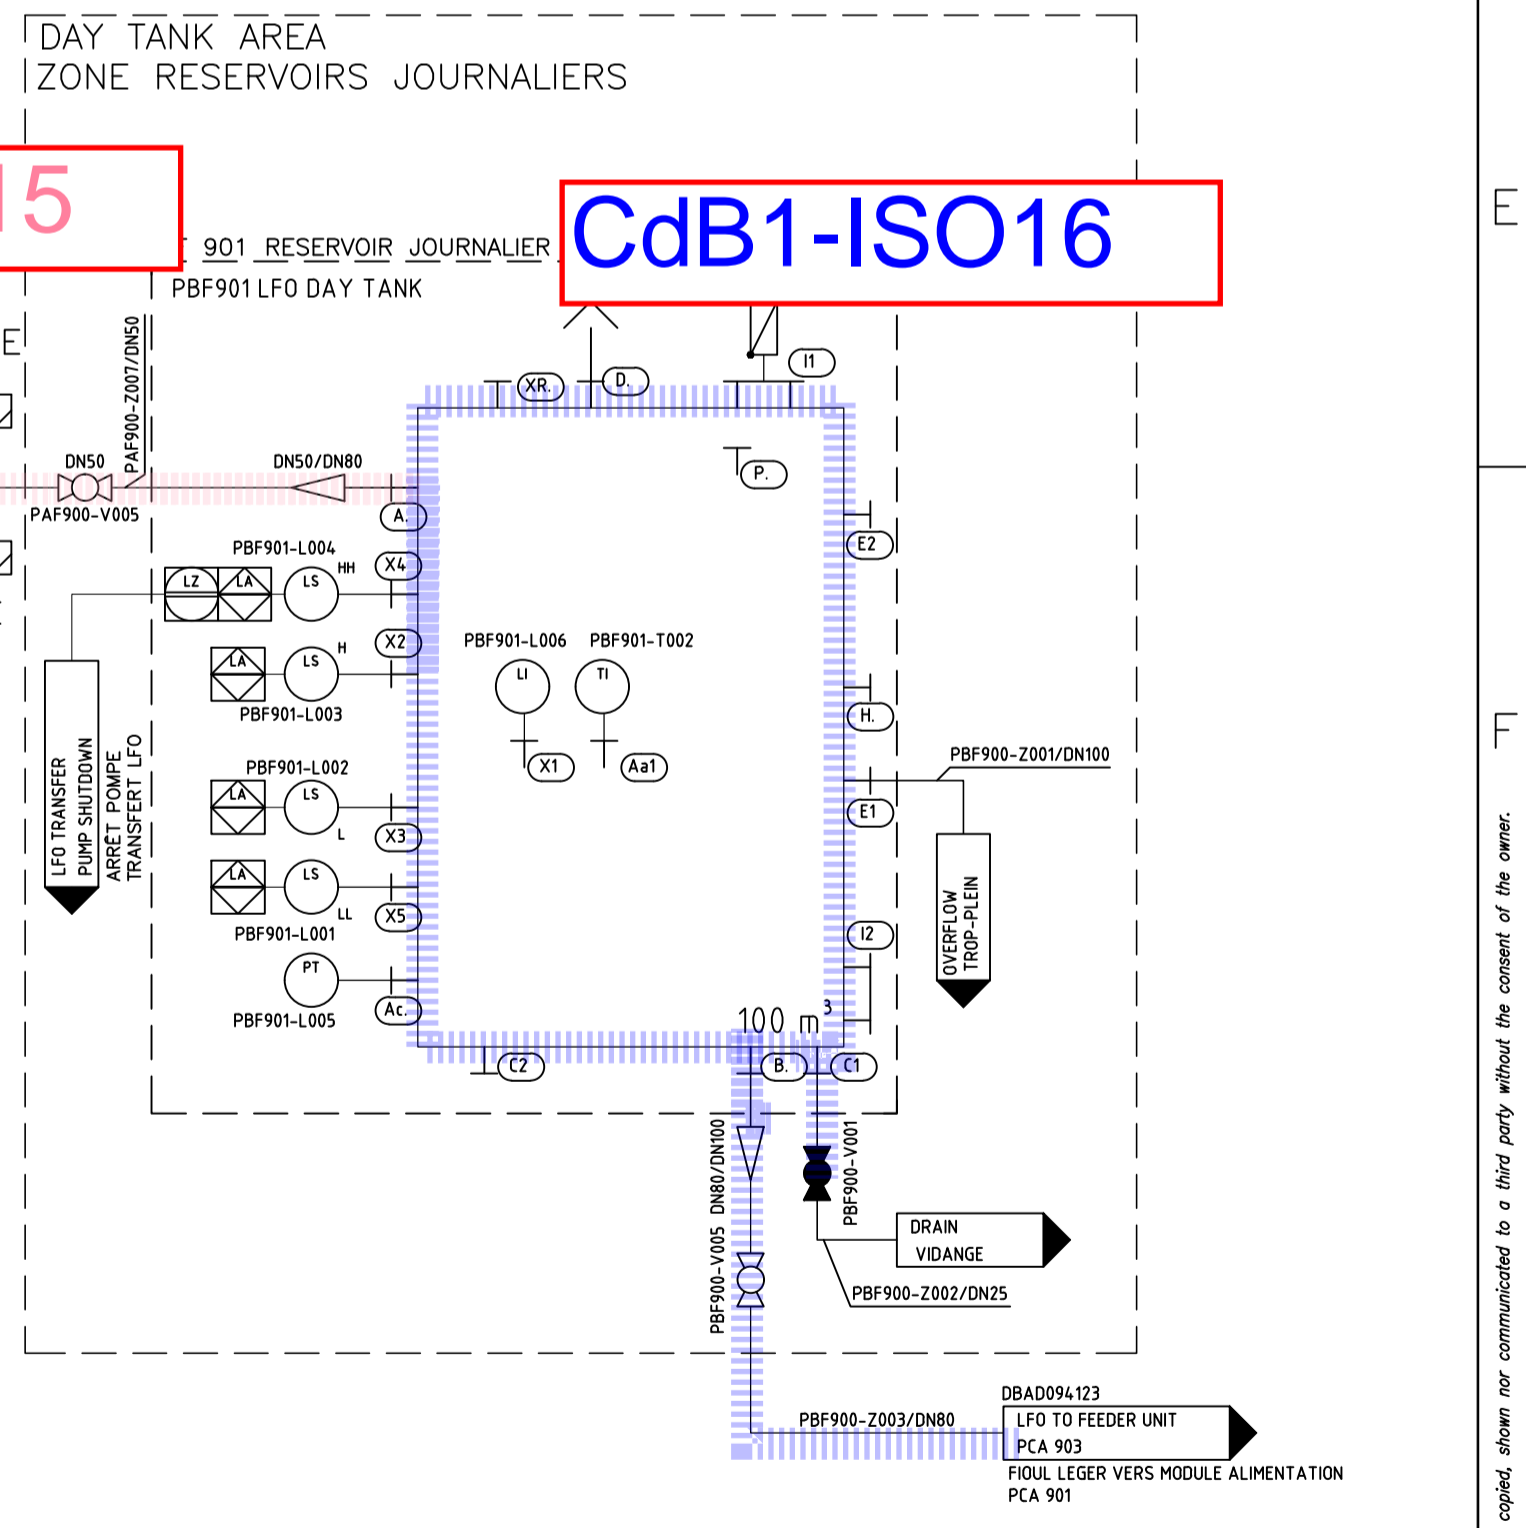 DAY TANK AREA
ZONE RESERVOIRS JOURNALIERS
15
CdB1-ISO16
901 RESERVOIR JOURNALIER
PBF901 LFO DAY TANK
E
E
PAF900-Z007/DN50
I1
XR.
D.
DN50
DN50/DN80
P.
PAF900-V005
A.
E2
PBF901-L004
HH
X4
LZ
LA
LS
X2
H
PBF901-L006
PBF901-T002
LA
LS
LI
TI
PBF901-L003
H.
F
LFO TRANSFER
PUMP SHUTDOWN
ARRÊT POMPE
TRANSFERT LFO
PBF900-Z001/DN100
PBF901-L002
X1
Aa1
LA
LS
L
X3
E1
LA
LS
LL
X5
PBF901-L001
I2
OVERFLOW
TROP-PLEIN
PT
Ac.
PBF901-L005
100 m3
C2
B.
C1
PBF900-V005 DN80/DN100
PBF900-V001
DRAIN
VIDANGE
PBF900-Z002/DN25
DBAD094123
PBF900-Z003/DN80
LFO TO FEEDER UNIT
PCA 903
FIOUL LEGER VERS MODULE ALIMENTATION
PCA 901
copied, shown nor communicated to a third party without the consent of the owner.